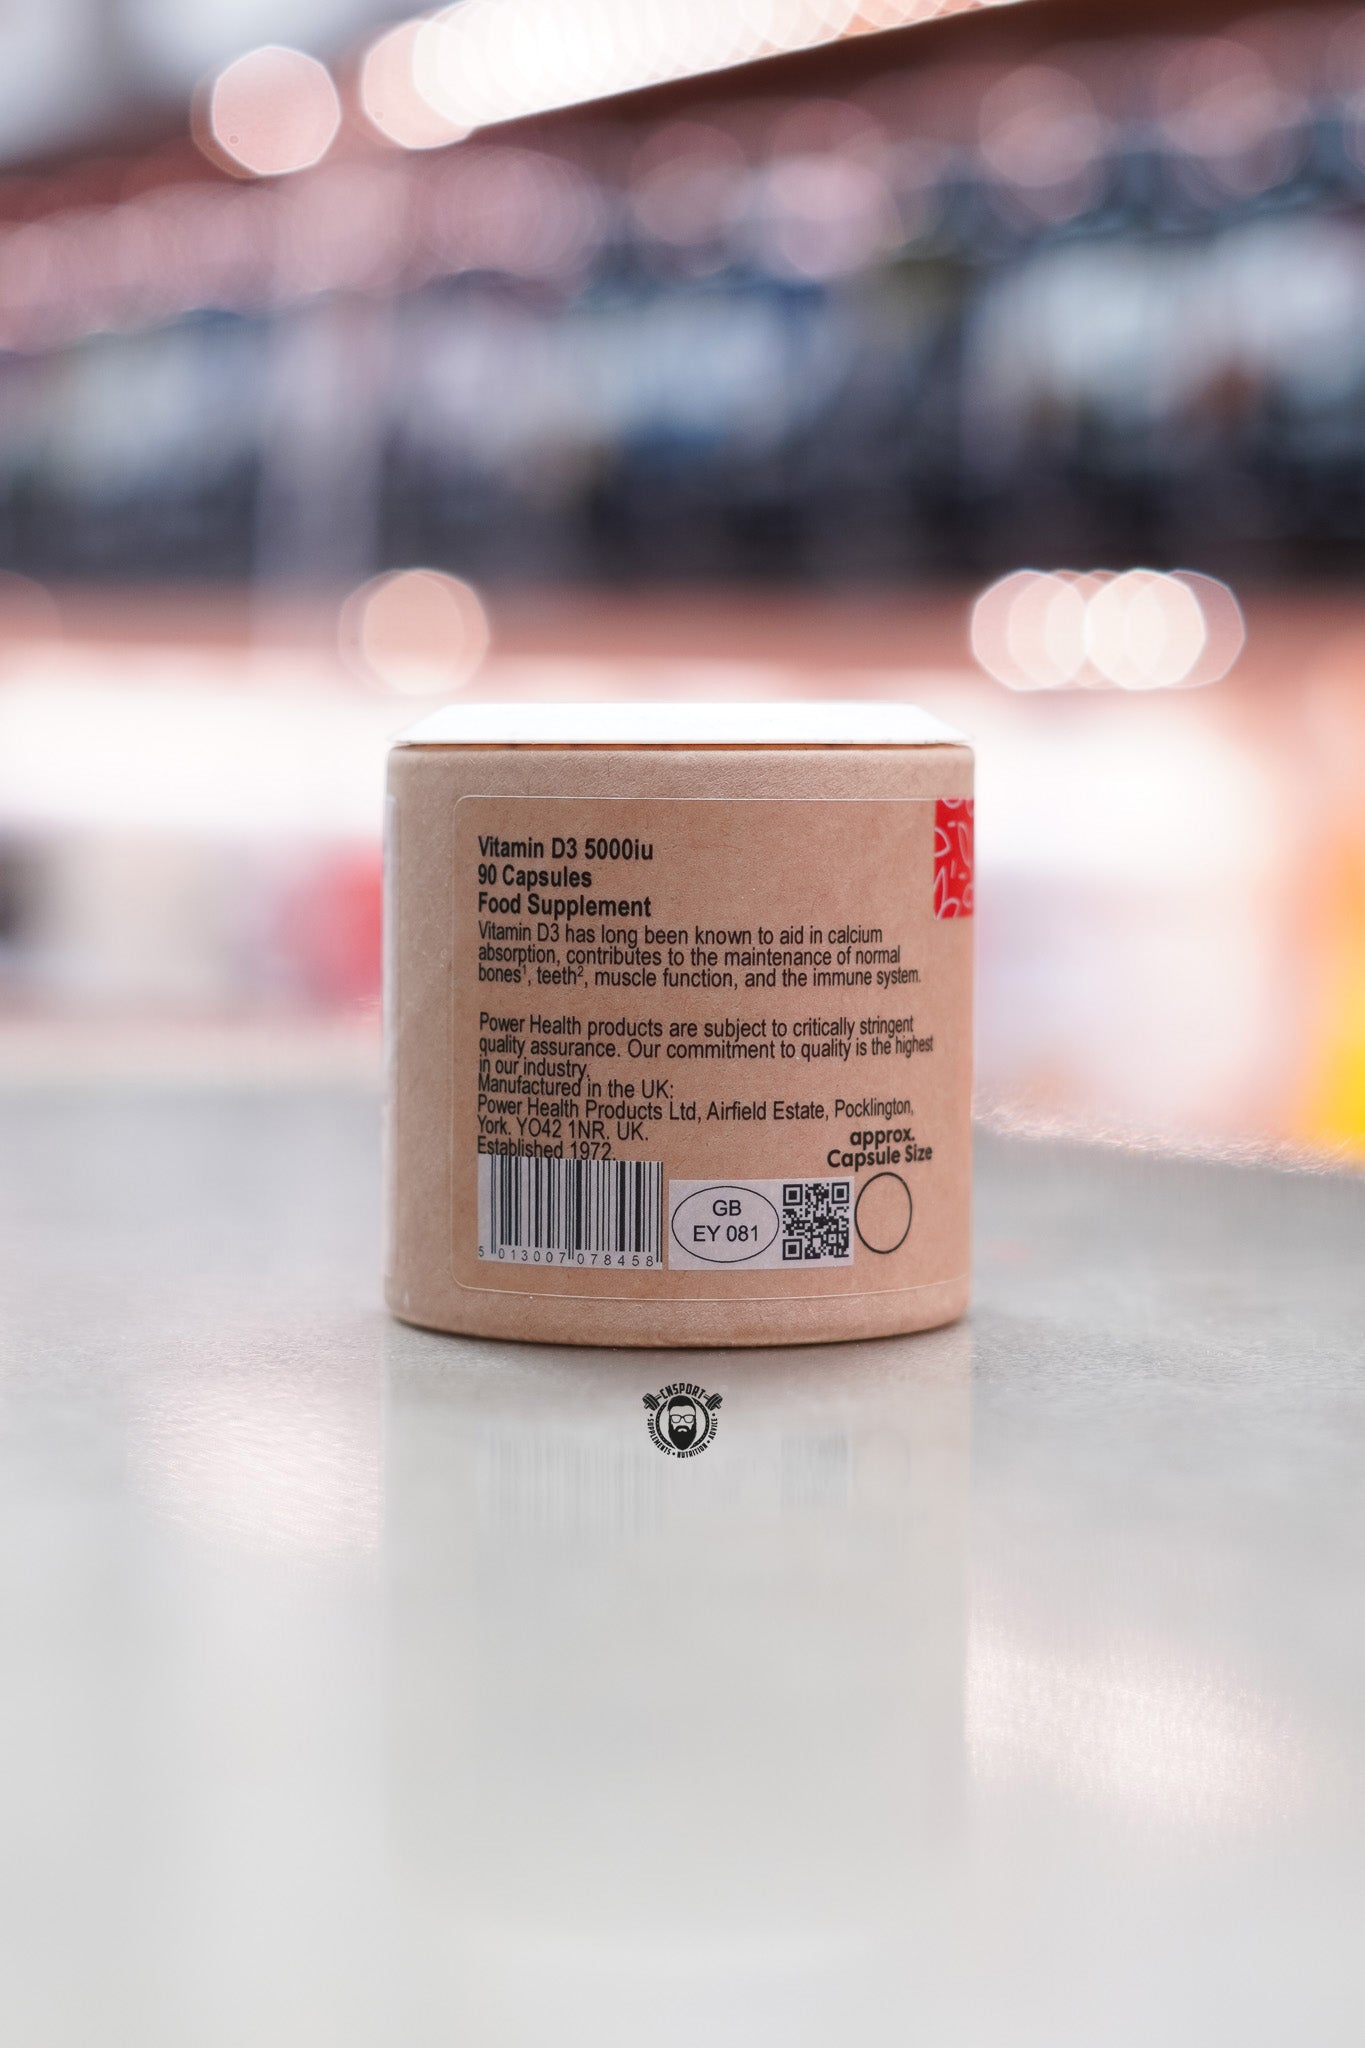 Vitamin D3 5000iu
90 Capsules
Food Supplement
Vitamin D3 has long been known to aid in calcium
absorption, contributes to the maintenance of normal
bones¹, teeth², muscle function, and the immune system.
Power Health products are subject to critically stringent
quality assurance. Our commitment to quality is the highest
in our industry.
Manufactured in the UK:
Power Health Products Ltd, Airfield Estate, Pocklington,
York. YO42 1NR. UK.
Established 1972.
approx.
Capsule Size
GB
EY 081
5 013007 078458
CNSPORT
SUPPLEMENTS • NUTRITION • ADVICE